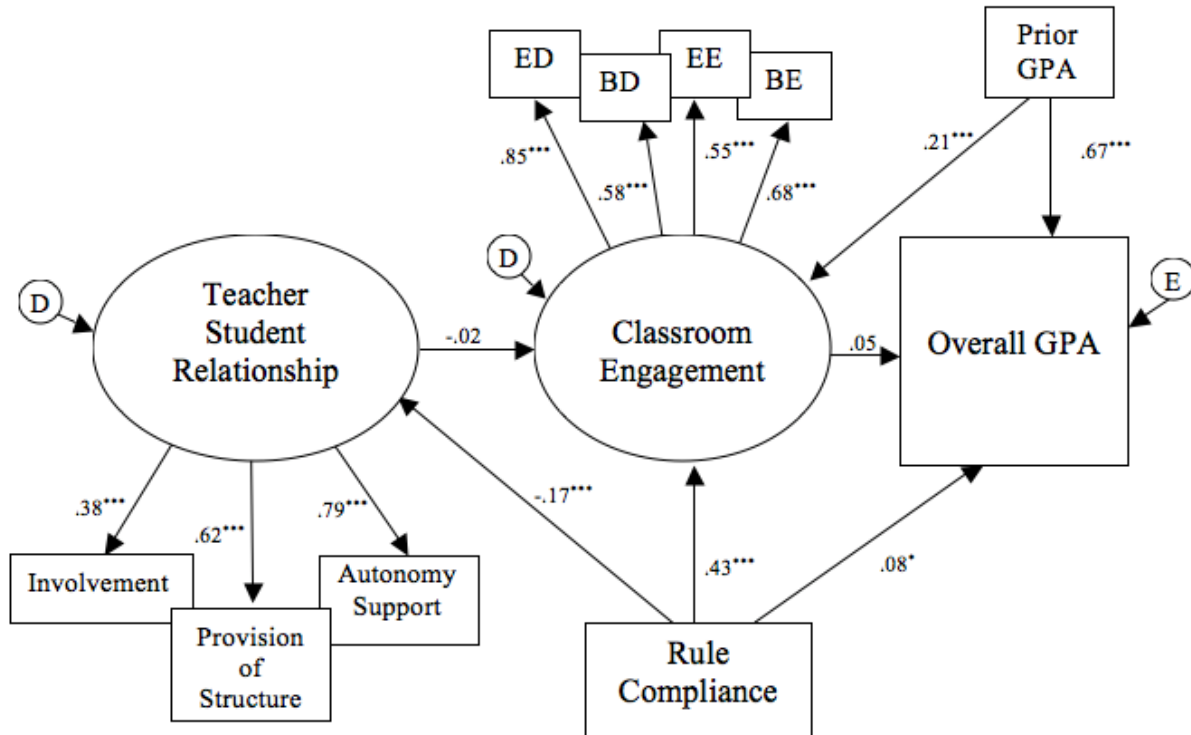 ED
BD
EE
BE
Prior
GPA
.85***
.58***
.55***
.68***
.21***
.67***
D
D
E
Teacher
Student
Relationship
-.02
Classroom
Engagement
.05
Overall GPA
.38***
.62***
.79***
-.17***
.43***
.08*
Involvement
Provision
of
Structure
Autonomy
Support
Rule
Compliance